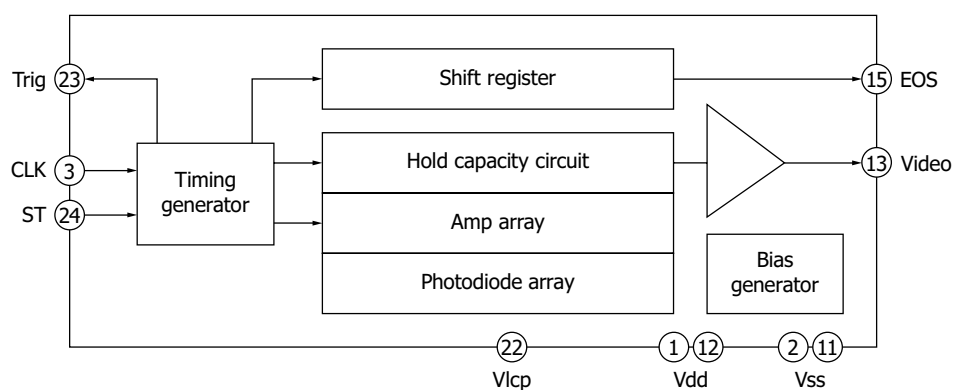 Trig 23
Shift register
15 EOS
CLK 3
Timing
generator
Hold capacity circuit
13 Video
ST 24
Amp array
Photodiode array
Bias
generator
22
1 12
2 11
Vlcp
Vdd
Vss